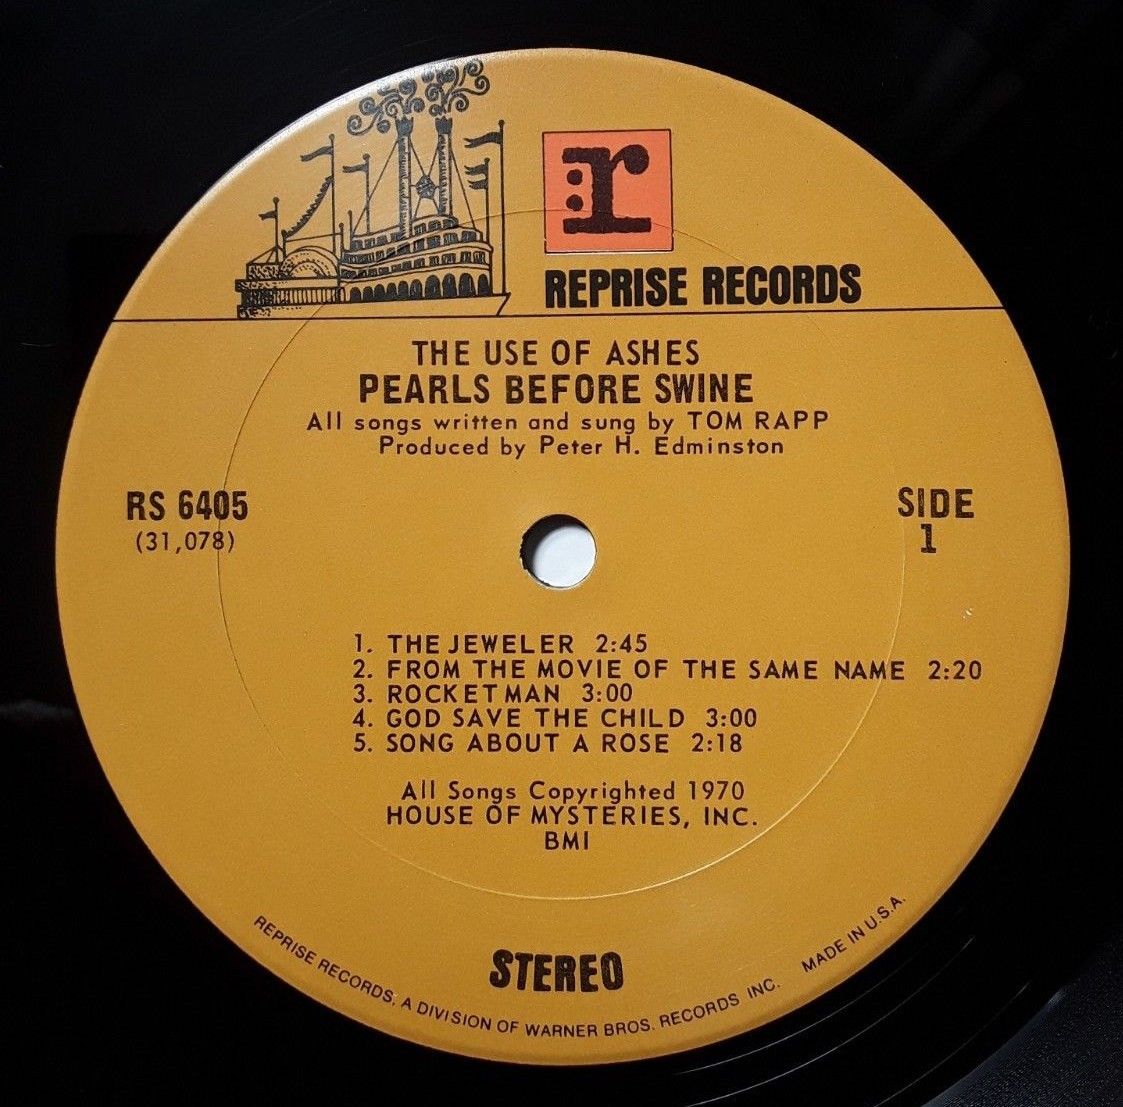 :r
REPRISE RECORDS
THE USE OF ASHES
PEARLS BEFORE SWINE
All songs written and sung by TOM RAPP
Produced by Peter H. Edminston
RS 6405
(31,078)
SIDE
1
1. THE JEWELER 2:45
2. FROM THE MOVIE OF THE SAME NAME 2:20
3. ROCKET MAN 3:00
4. GOD SAVE THE CHILD 3:00
5. SONG ABOUT A ROSE 2:18
All Songs Copyrighted 1970
HOUSE OF MYSTERIES, INC.
BMI
STEREO
REPRISE RECORDS, A DIVISION OF WARNER BROS. RECORDS INC. MADE IN U.S.A.